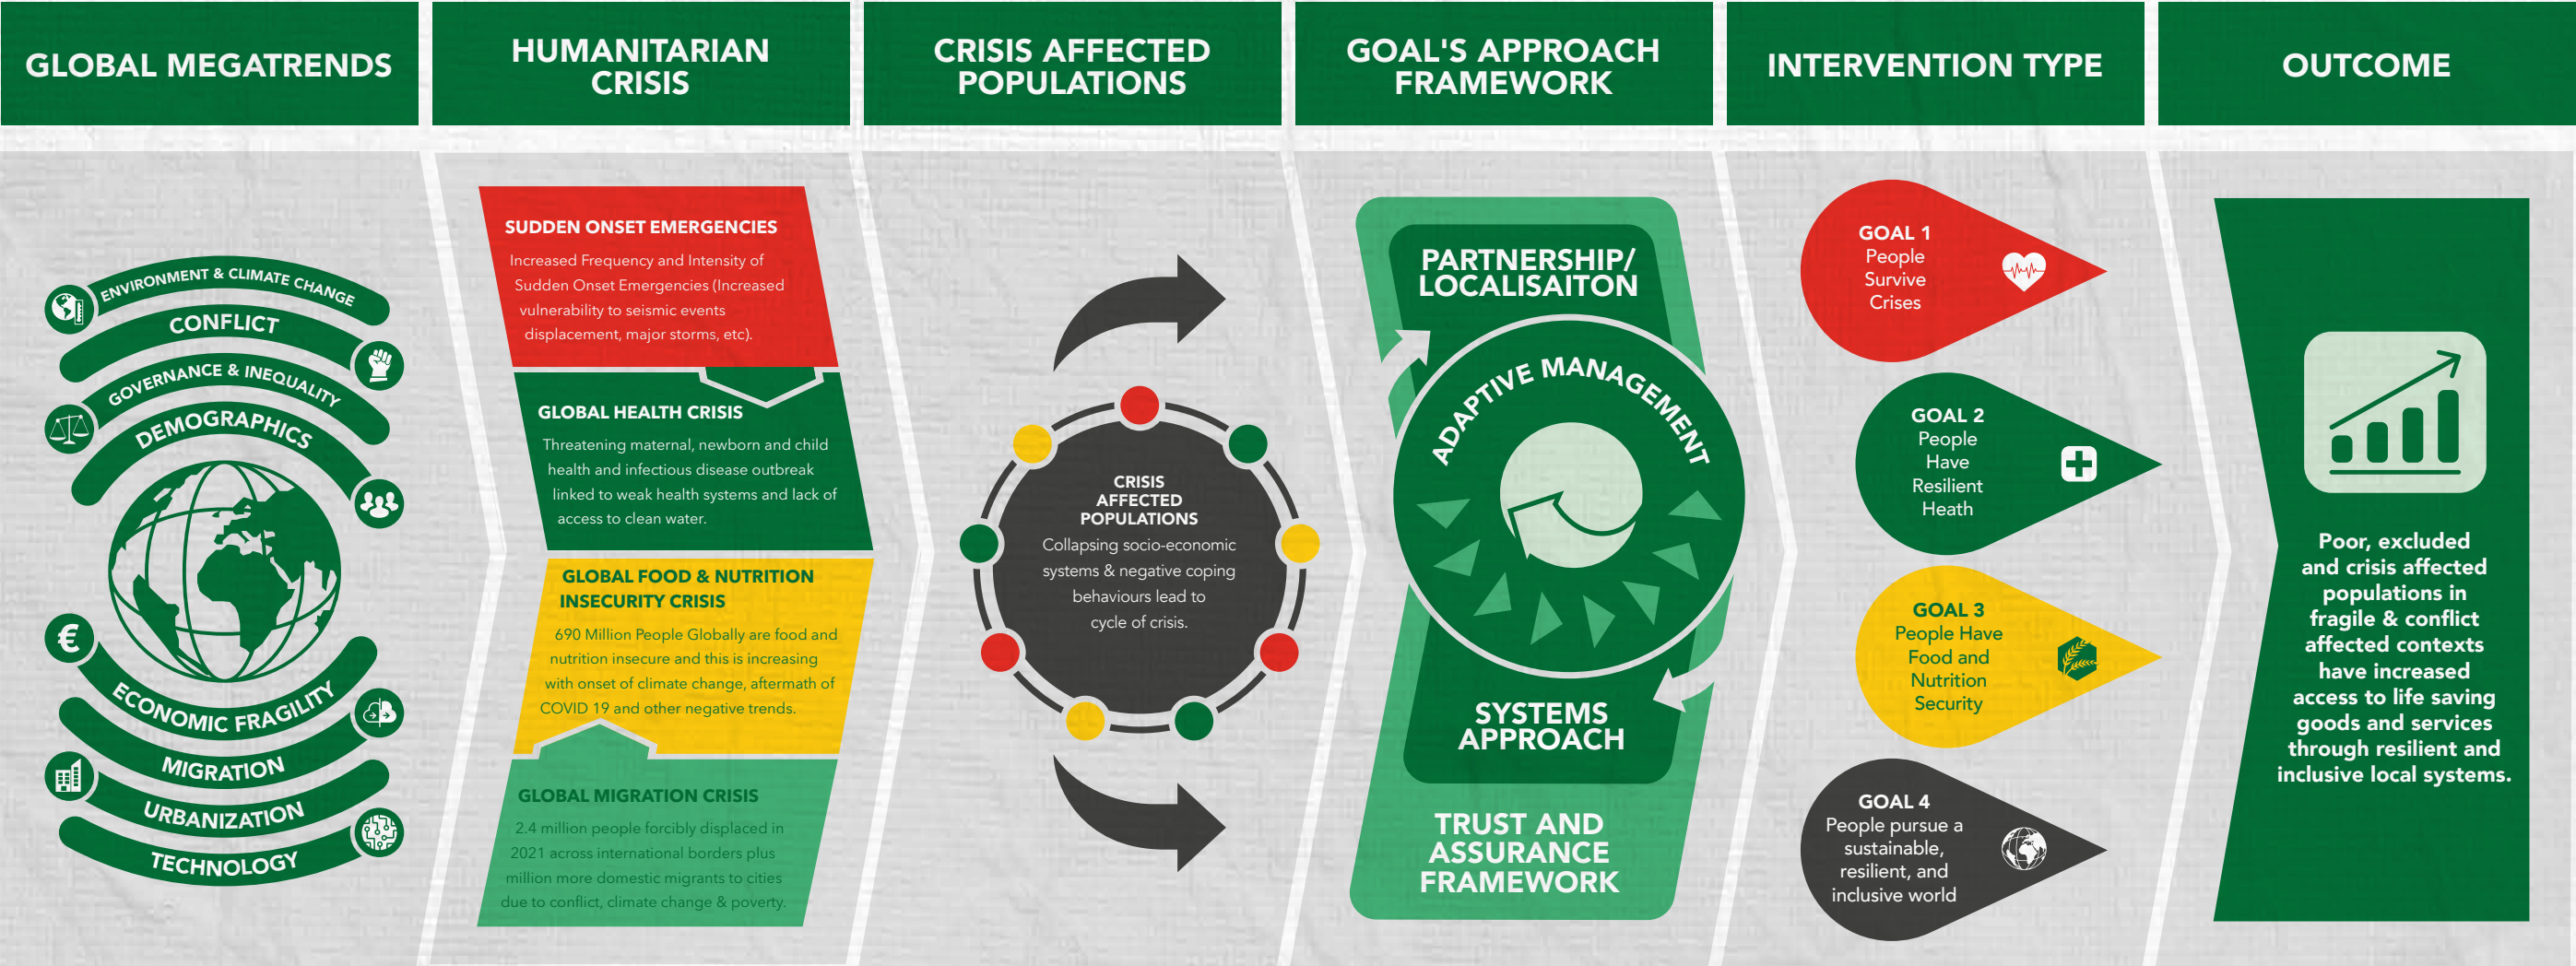 GLOBAL MEGATRENDS
HUMANITARIAN
CRISIS
CRISIS AFFECTED
POPULATIONS
GOAL'S APPROACH
FRAMEWORK
INTERVENTION TYPE
OUTCOME
ENVIRONMENT & CLIMATE CHANGE
CONFLICT
GOVERNANCE & INEQUALITY
DEMOGRAPHICS
€
ECONOMIC FRAGILITY
MIGRATION
URBANIZATION
TECHNOLOGY
SUDDEN ONSET EMERGENCIES
Increased Frequency and Intensity of
Sudden Onset Emergencies (Increased
vulnerability to seismic events
displacement, major storms, etc).
GLOBAL HEALTH CRISIS
Threatening maternal, newborn and child
health and infectious disease outbreak
linked to weak health systems and lack of
access to clean water.
GLOBAL FOOD & NUTRITION
INSECURITY CRISIS
690 Million People Globally are food and
nutrition insecure and this is increasing
with onset of climate change, aftermath of
COVID 19 and other negative trends.
GLOBAL MIGRATION CRISIS
2.4 million people forcibly displaced in
2021 across international borders plus
million more domestic migrants to cities
due to conflict, climate change & poverty.
CRISIS
AFFECTED
POPULATIONS
Collapsing socio-economic
systems & negative coping
behaviours lead to
cycle of crisis.
PARTNERSHIP/
LOCALISAITON
ADAPTIVE MANAGEMENT
SYSTEMS
APPROACH
TRUST AND
ASSURANCE
FRAMEWORK
GOAL 1
People
Survive
Crises
GOAL 2
People
Have
Resilient
Heath
GOAL 3
People Have
Food and
Nutrition
Security
GOAL 4
People pursue a
sustainable,
resilient, and
inclusive world
Poor, excluded
and crisis affected
populations in
fragile & conflict
affected contexts
have increased
access to life saving
goods and services
through resilient and
inclusive local systems.